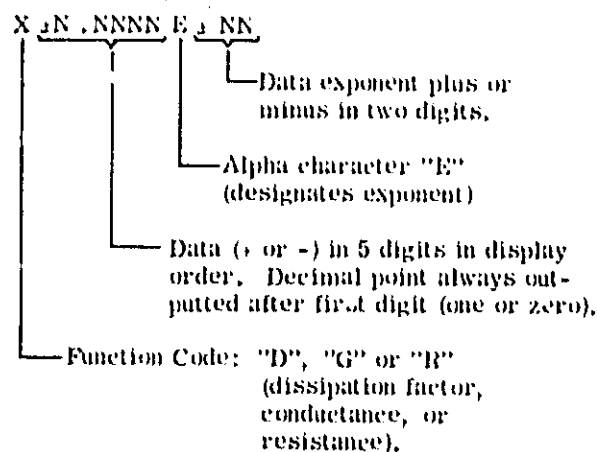 X ±N.NNNN E ± NN
Data exponent plus or
minus in two digits.
Alpha character "E"
(designates exponent)
Data (+ or -) in 5 digits in display
order. Decimal point always out-
putted after first digit (one or zero).
Function Code: "D", "G" or "R"
(dissipation factor,
conductance, or
resistance).